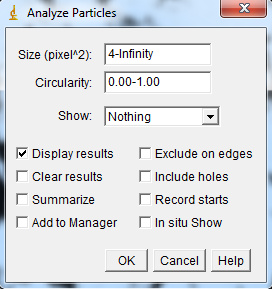 Analyze Particles
Size (pixel^2): 4-Infinity
Circularity: 0.00-1.00
Show: Nothing
Display results Exclude on edges
Clear results Include holes
Summarize Record starts
Add to Manager In situ Show
OK Cancel Help